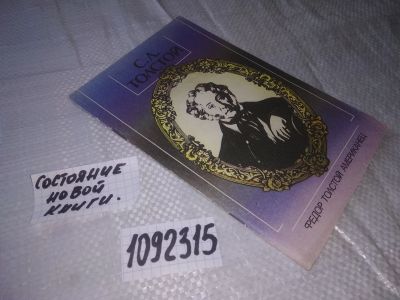 С.Л.
ТОЛСТОЙ
ФЕДОР ТОЛСТОЙ АМЕРИКАНЕЦ
СОСТОЯНИЕ
НОВОЙ
КНИГИ.
1092315